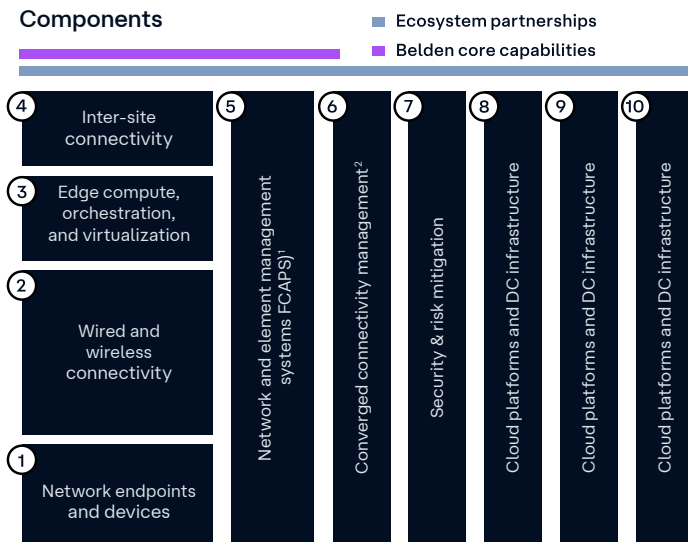 Components
Ecosystem partnerships
Belden core capabilities
4
Inter-site
connectivity
3
Edge compute,
orchestration,
and virtualization
2
Wired and
wireless
connectivity
1
Network endpoints
and devices
5
Network and element management
systems FCAPS)¹
6
Converged connectivity management²
7
Security & risk mitigation
8
Cloud platforms and DC infrastructure
9
Cloud platforms and DC infrastructure
10
Cloud platforms and DC infrastructure